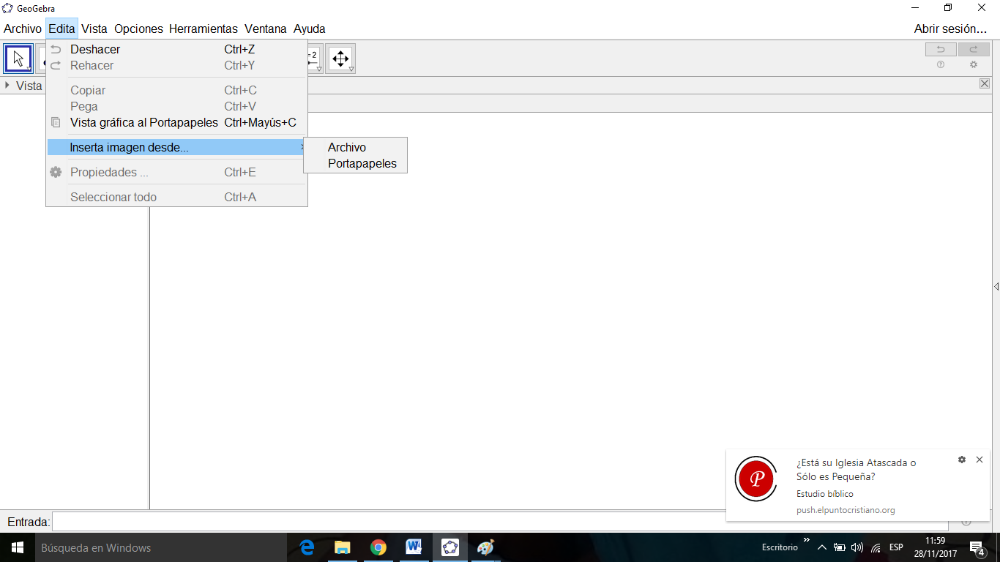 GeoGebra
Archivo Edita Vista Opciones Herramientas Ventana Ayuda Abrir sesión...
Deshacer Ctrl+Z
Rehacer Ctrl+Y
=2
Vista
Copiar Ctrl+C
Pega Ctrl+V
Vista gráfica al Portapapeles Ctrl+Mayús+C
Inserta imagen desde...
Archivo
Portapapeles
Propiedades ... Ctrl+E
Seleccionar todo Ctrl+A
P
¿Está su Iglesia Atascada o
Sólo es Pequeña?
Estudio bíblico
push.elpuntocristiano.org
Entrada:
Búsqueda en Windows
W
Escritorio
ESP
11:59
28/11/2017
4